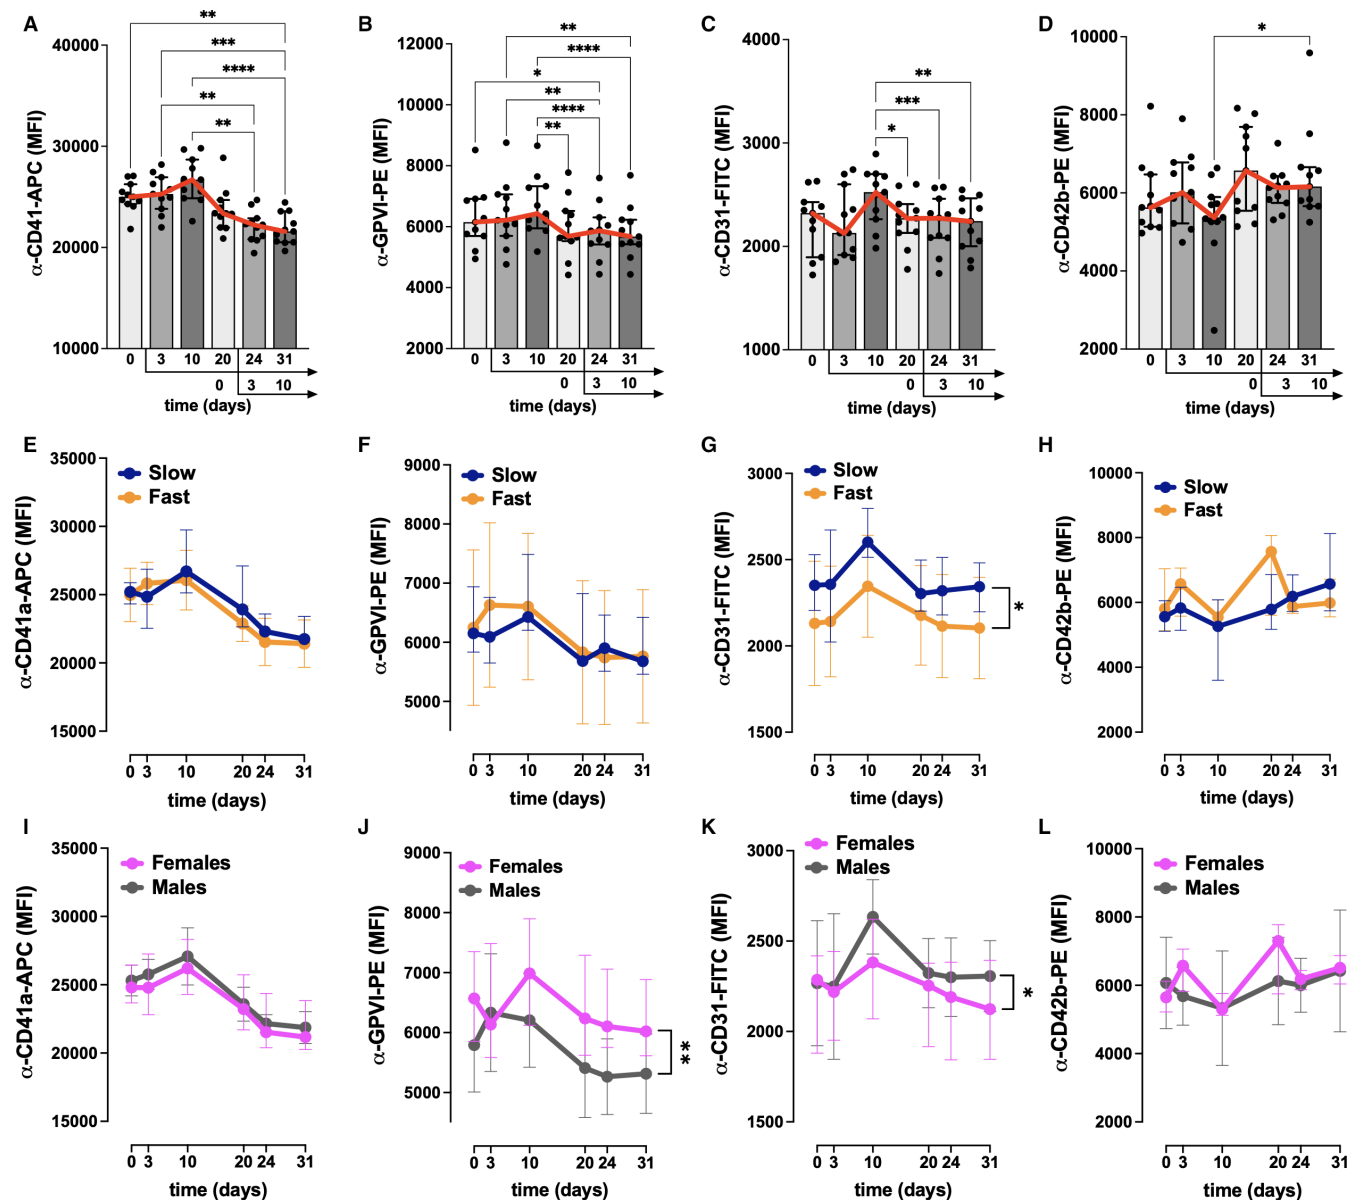 A
α-CD41-APC (MFI)
40000
30000
20000
10000
**
***
****
**
**
0 3 10 20 24 31
0 3 10
time (days)
B
α-GPVI-PE (MFI)
12000
10000
8000
6000
4000
2000
**
****
*
**
****
**
0 3 10 20 24 31
0 3 10
time (days)
C
α-CD31-FITC (MFI)
4000
3000
2000
1000
**
***
*
0 3 10 20 24 31
0 3 10
time (days)
D
α-CD42b-PE (MFI)
10000
8000
6000
4000
2000
*
0 3 10 20 24 31
0 3 10
time (days)
E
α-CD41a-APC (MFI)
35000
30000
25000
20000
15000
Slow
Fast
0 3 10 20 24 31
time (days)
F
α-GPVI-PE (MFI)
9000
8000
7000
6000
5000
Slow
Fast
0 3 10 20 24 31
time (days)
G
α-CD31-FITC (MFI)
3000
2500
2000
1500
Slow
Fast
*
0 3 10 20 24 31
time (days)
H
α-CD42b-PE (MFI)
10000
8000
6000
4000
2000
Slow
Fast
0 3 10 20 24 31
time (days)
I
α-CD41a-APC (MFI)
35000
30000
25000
20000
15000
Females
Males
0 3 10 20 24 31
time (days)
J
α-GPVI-PE (MFI)
9000
8000
7000
6000
5000
Females
Males
**
0 3 10 20 24 31
time (days)
K
α-CD31-FITC (MFI)
3000
2500
2000
1500
Females
Males
*
0 3 10 20 24 31
time (days)
L
α-CD42b-PE (MFI)
10000
8000
6000
4000
2000
Females
Males
0 3 10 20 24 31
time (days)